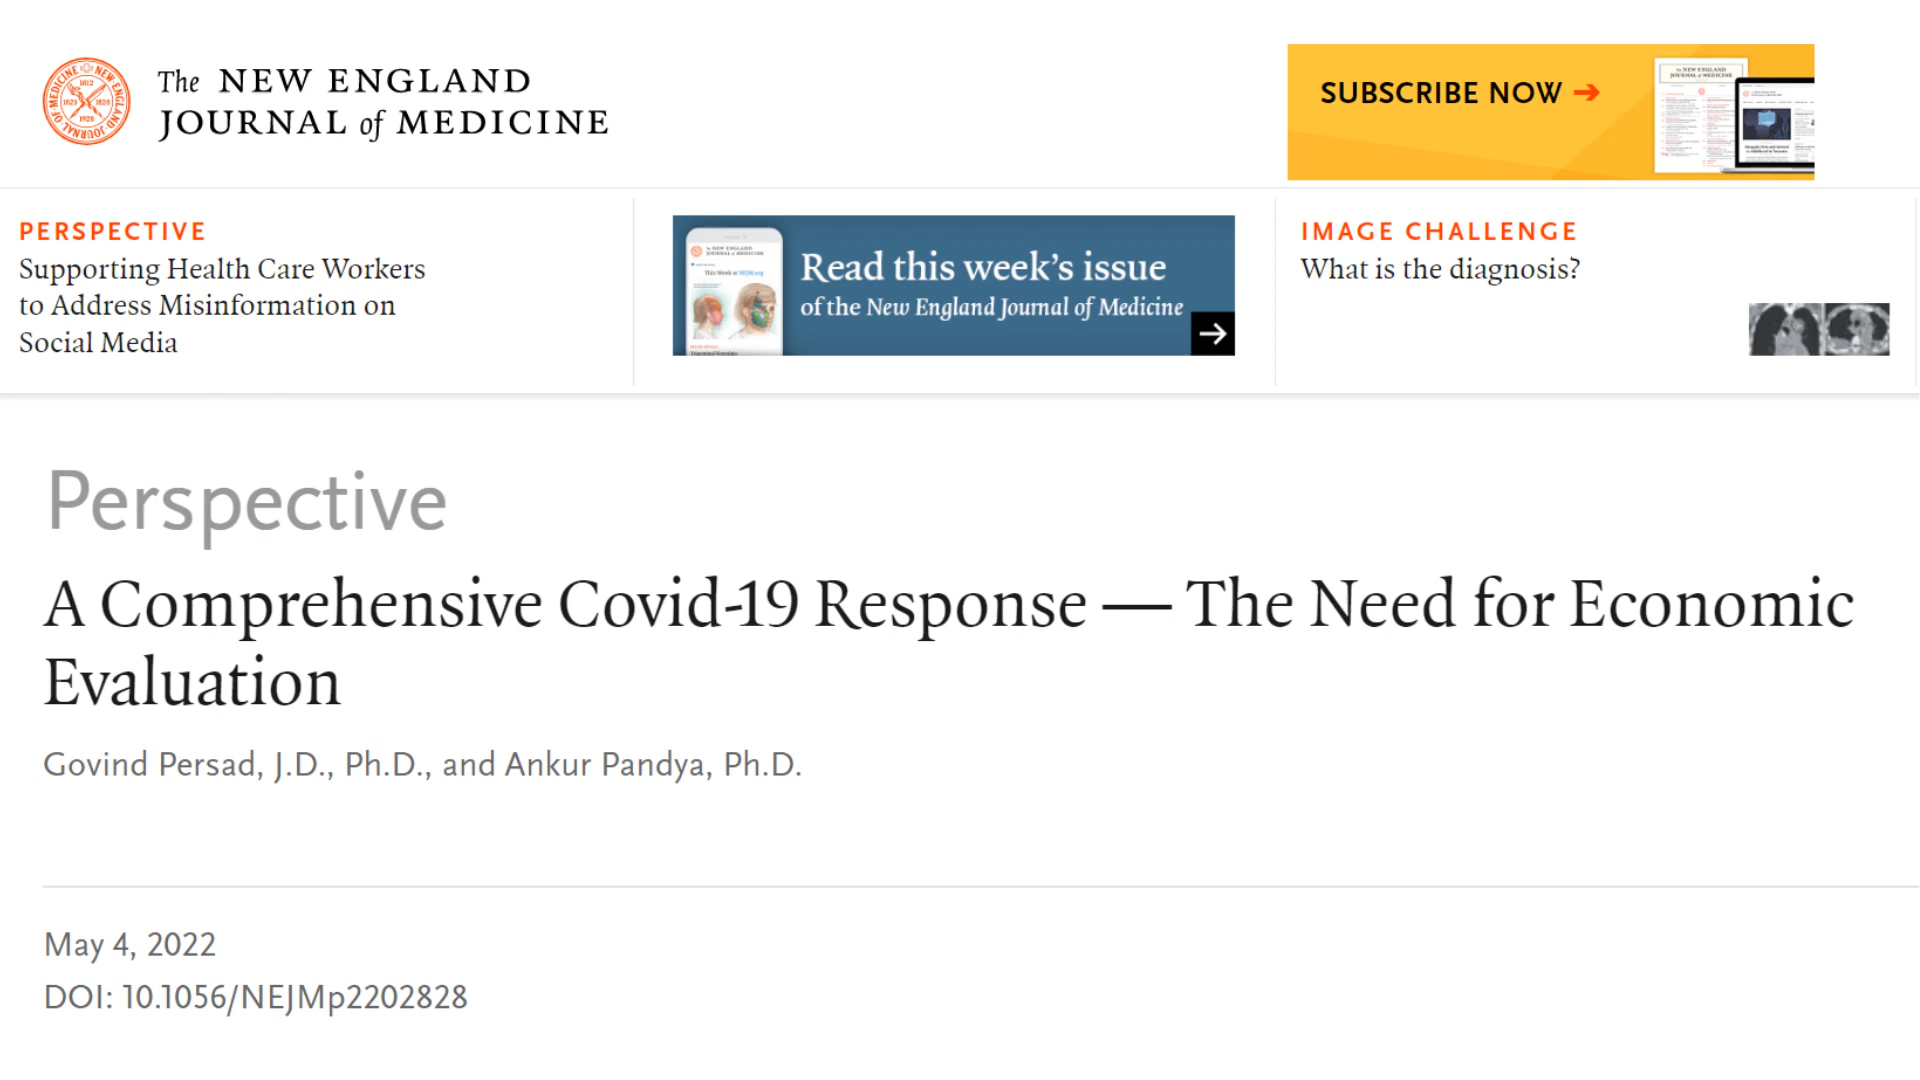 The NEW ENGLAND
JOURNAL of MEDICINE
SUBSCRIBE NOW
PERSPECTIVE
Supporting Health Care Workers
to Address Misinformation on
Social Media
Read this week's issue
of the New England Journal of Medicine
IMAGE CHALLENGE
What is the diagnosis?
Perspective
A Comprehensive Covid-19 Response — The Need for Economic
Evaluation
Govind Persad, J.D., Ph.D., and Ankur Pandya, Ph.D.
May 4, 2022
DOI: 10.1056/NEJMp2202828